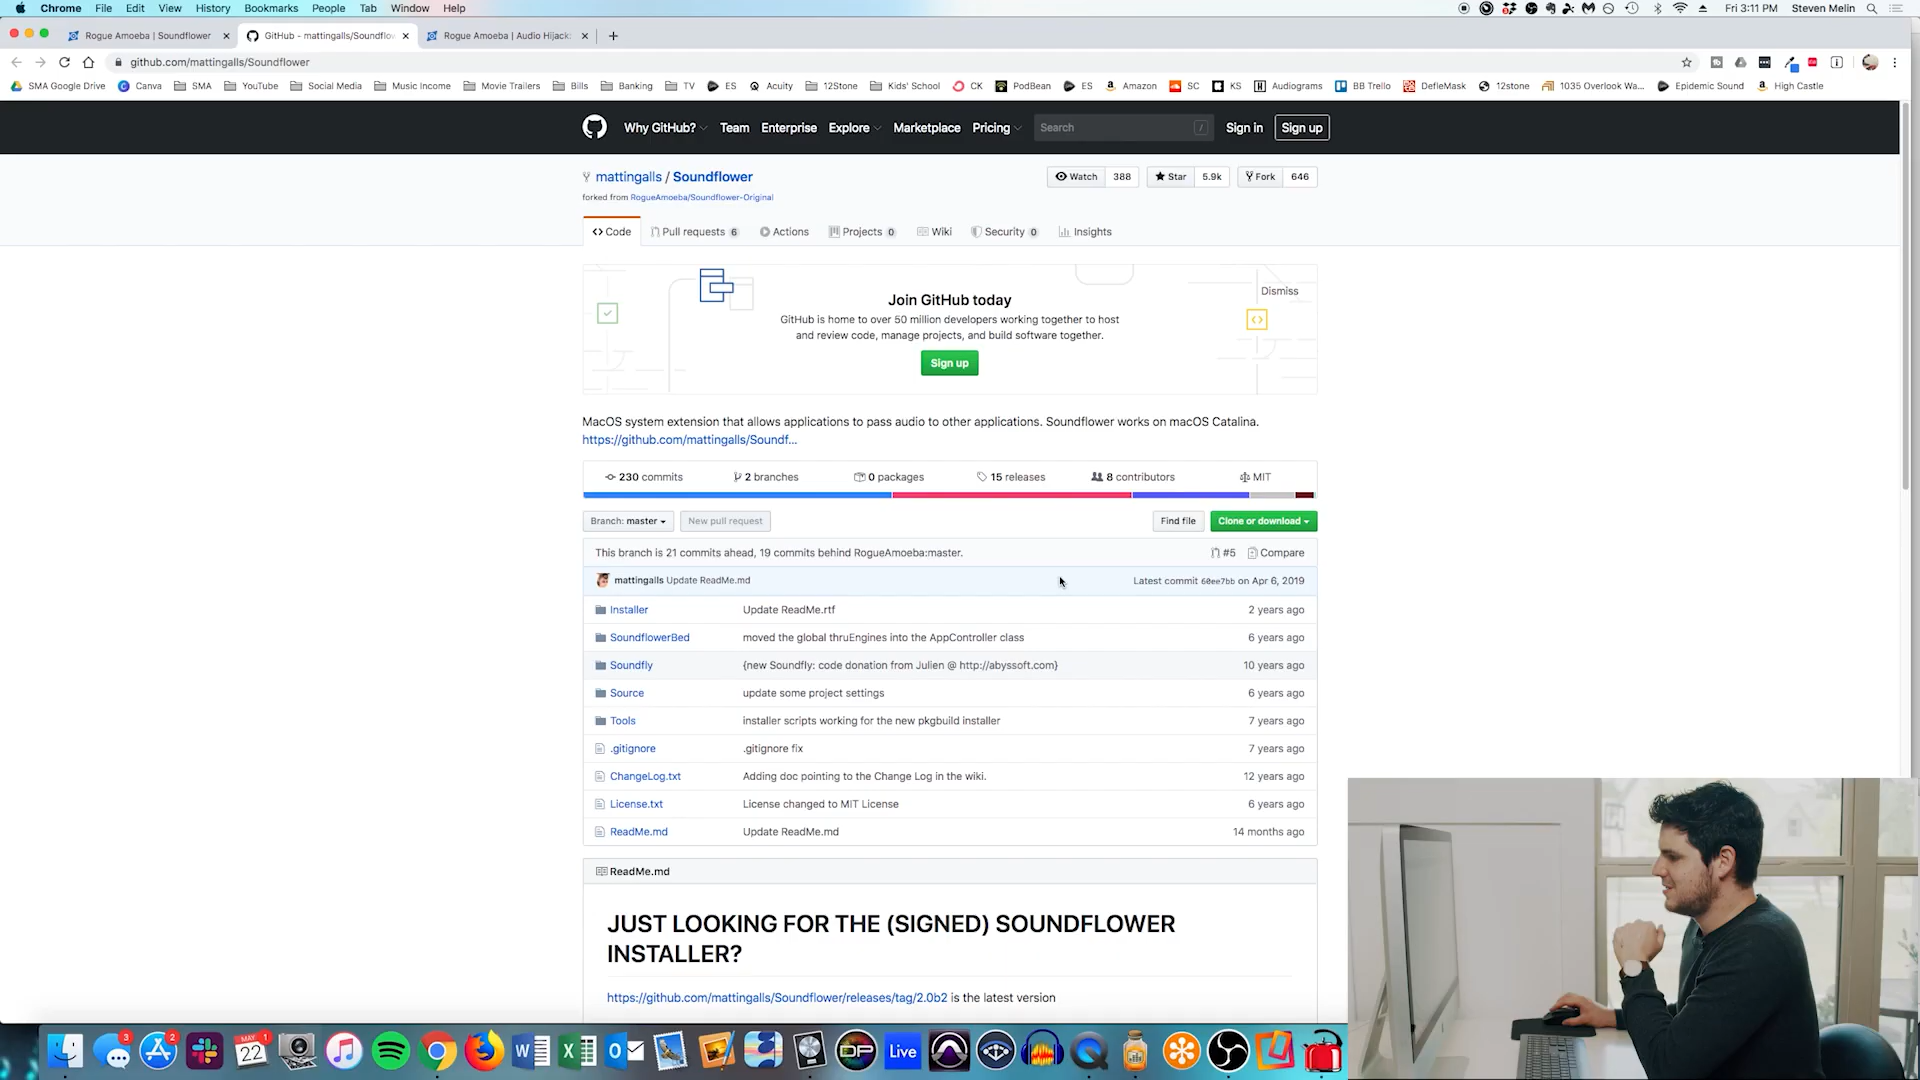 Chrome File Edit View History Bookmarks People Tab Window Help Fri 3:11 PM Steven Melin
Rogue Amoeba | Soundflower GitHub - mattingalls/Soundflo Rogue Amoeba | Audio Hijack:
github.com/mattingalls/Soundflower
SMA Google Drive Canva SMA YouTube Social Media Music Income Movie Trailers Bills Banking TV ES Acuity 12Stone Kids' School CK PodBean ES Amazon SC KS Audiograms BB Trello DefleMask 12stone 1035 Overlook Wa... Epidemic Sound High Castle
Why GitHub? Team Enterprise Explore Marketplace Pricing Search / Sign in Sign up
mattingalls / Soundflower Watch 388 Star 5.9k Fork 646
forked from RogueAmoeba/Soundflower-Original
Code Pull requests 6 Actions Projects 0 Wiki Security 0 Insights
Dismiss
Join GitHub today
GitHub is home to over 50 million developers working together to host
and review code, manage projects, and build software together.
Sign up
MacOS system extension that allows applications to pass audio to other applications. Soundflower works on macOS Catalina.
https://github.com/mattingalls/Soundf...
230 commits 2 branches 0 packages 15 releases 8 contributors MIT
Branch: master New pull request Find file Clone or download
This branch is 21 commits ahead, 19 commits behind RogueAmoeba:master. #5 Compare
mattingalls Update ReadMe.md Latest commit 60ee7bb on Apr 6, 2019
Installer Update ReadMe.rtf 2 years ago
SoundflowerBed moved the global thruEngines into the AppController class 6 years ago
Soundfly {new Soundfly: code donation from Julien @ http://abyssoft.com} 10 years ago
Source update some project settings 6 years ago
Tools installer scripts working for the new pkgbuild installer 7 years ago
.gitignore .gitignore fix 7 years ago
ChangeLog.txt Adding doc pointing to the Change Log in the wiki. 12 years ago
License.txt License changed to MIT License 6 years ago
ReadMe.md Update ReadMe.md 14 months ago
ReadMe.md
JUST LOOKING FOR THE (SIGNED) SOUNDFLOWER
INSTALLER?
https://github.com/mattingalls/Soundflower/releases/tag/2.0b2 is the latest version
3 2 MAY 22 1 W X O DP Live